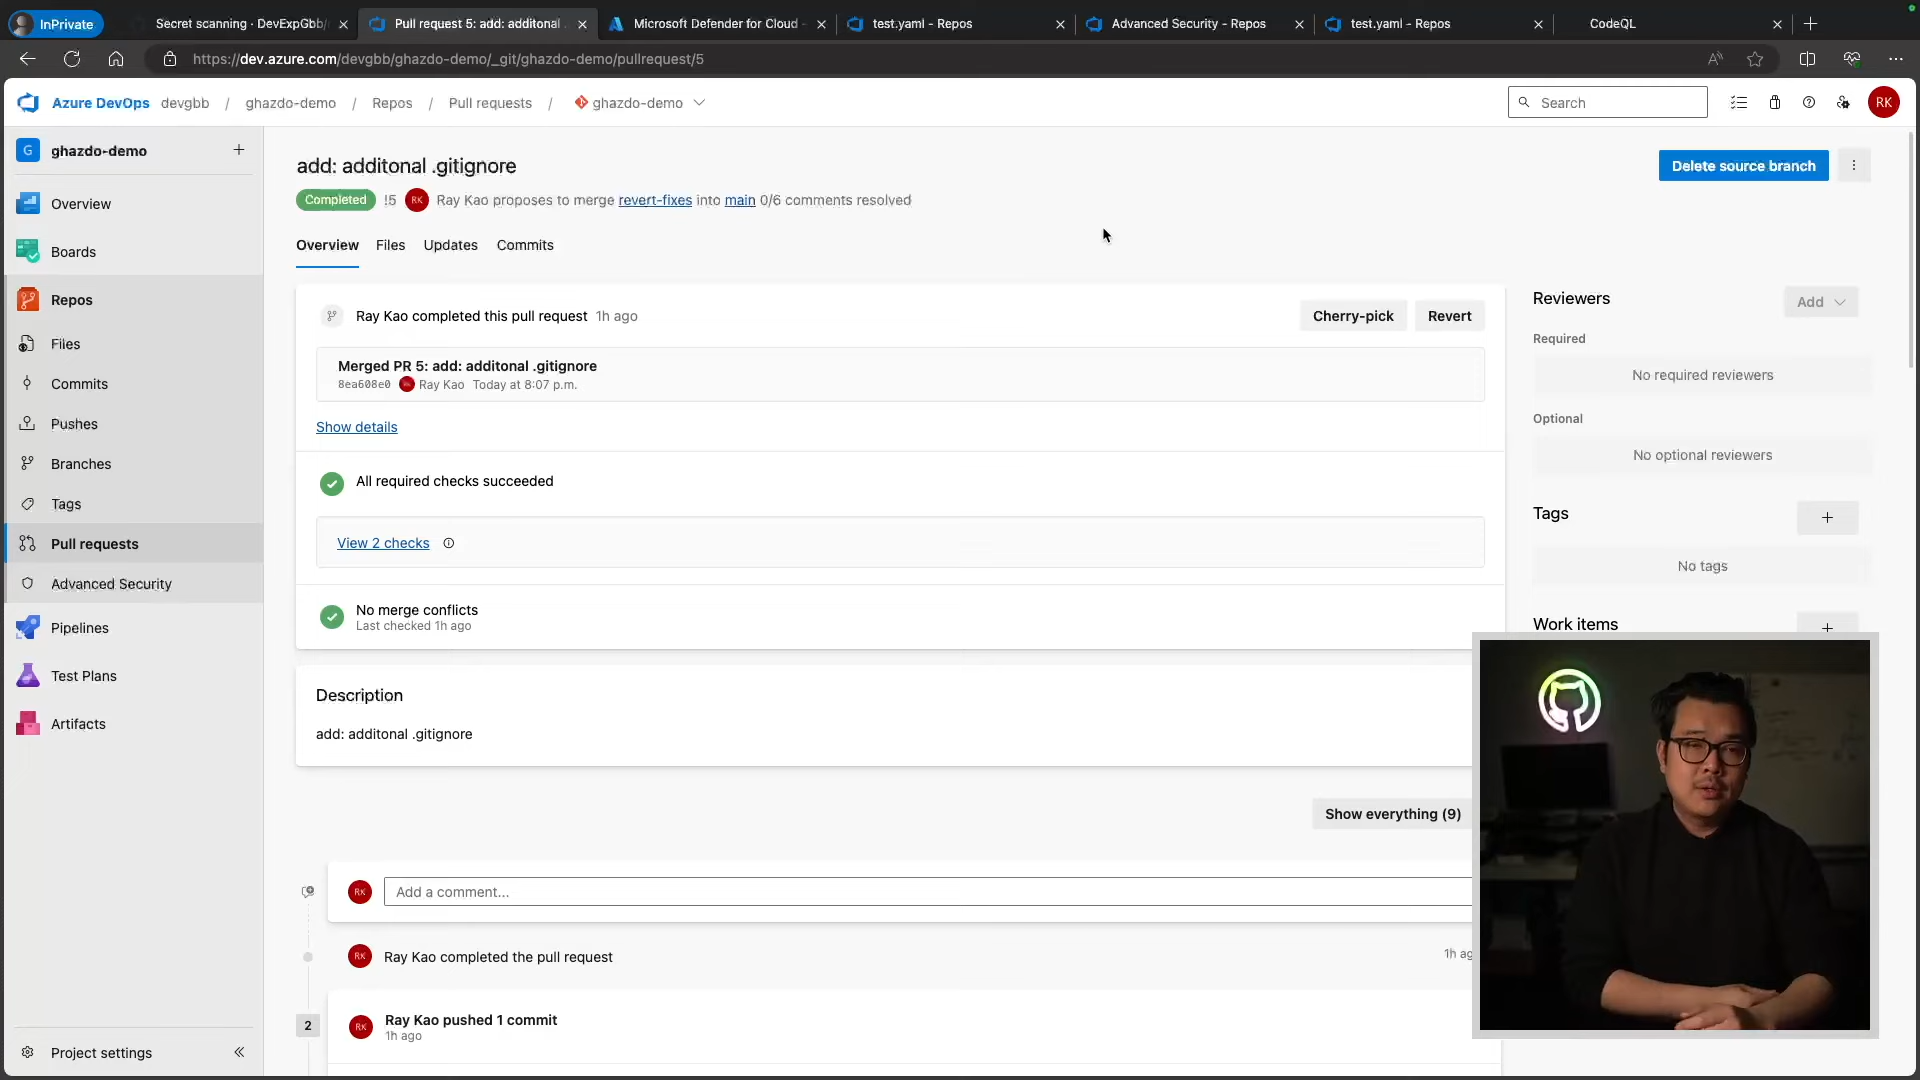 InPrivate
Secret scanning · DevExpGbb/
Pull request 5: add: additonal
Microsoft Defender for Cloud -
test.yaml - Repos
Advanced Security - Repos
test.yaml - Repos
CodeQL
https://dev.azure.com/devgbb/ghazdo-demo/_git/ghazdo-demo/pullrequest/5
Azure DevOps devgbb / ghazdo-demo / Repos / Pull requests / ghazdo-demo
Search
RK
G ghazdo-demo +
Overview
Boards
Repos
Files
Commits
Pushes
Branches
Tags
Pull requests
Advanced Security
Pipelines
Test Plans
Artifacts
Project settings
add: additonal .gitignore
Delete source branch
Completed !5 RK Ray Kao proposes to merge revert-fixes into main 0/6 comments resolved
Overview Files Updates Commits
Ray Kao completed this pull request 1h ago
Cherry-pick Revert
Merged PR 5: add: additonal .gitignore
8ea608e0 Ray Kao Today at 8:07 p.m.
Show details
All required checks succeeded
View 2 checks
No merge conflicts
Last checked 1h ago
Description
add: additonal .gitignore
Show everything (9)
RK Add a comment...
RK Ray Kao completed the pull request 1h ag
2 RK Ray Kao pushed 1 commit
1h ago
Reviewers
Add
Required
No required reviewers
Optional
No optional reviewers
Tags
No tags
Work items